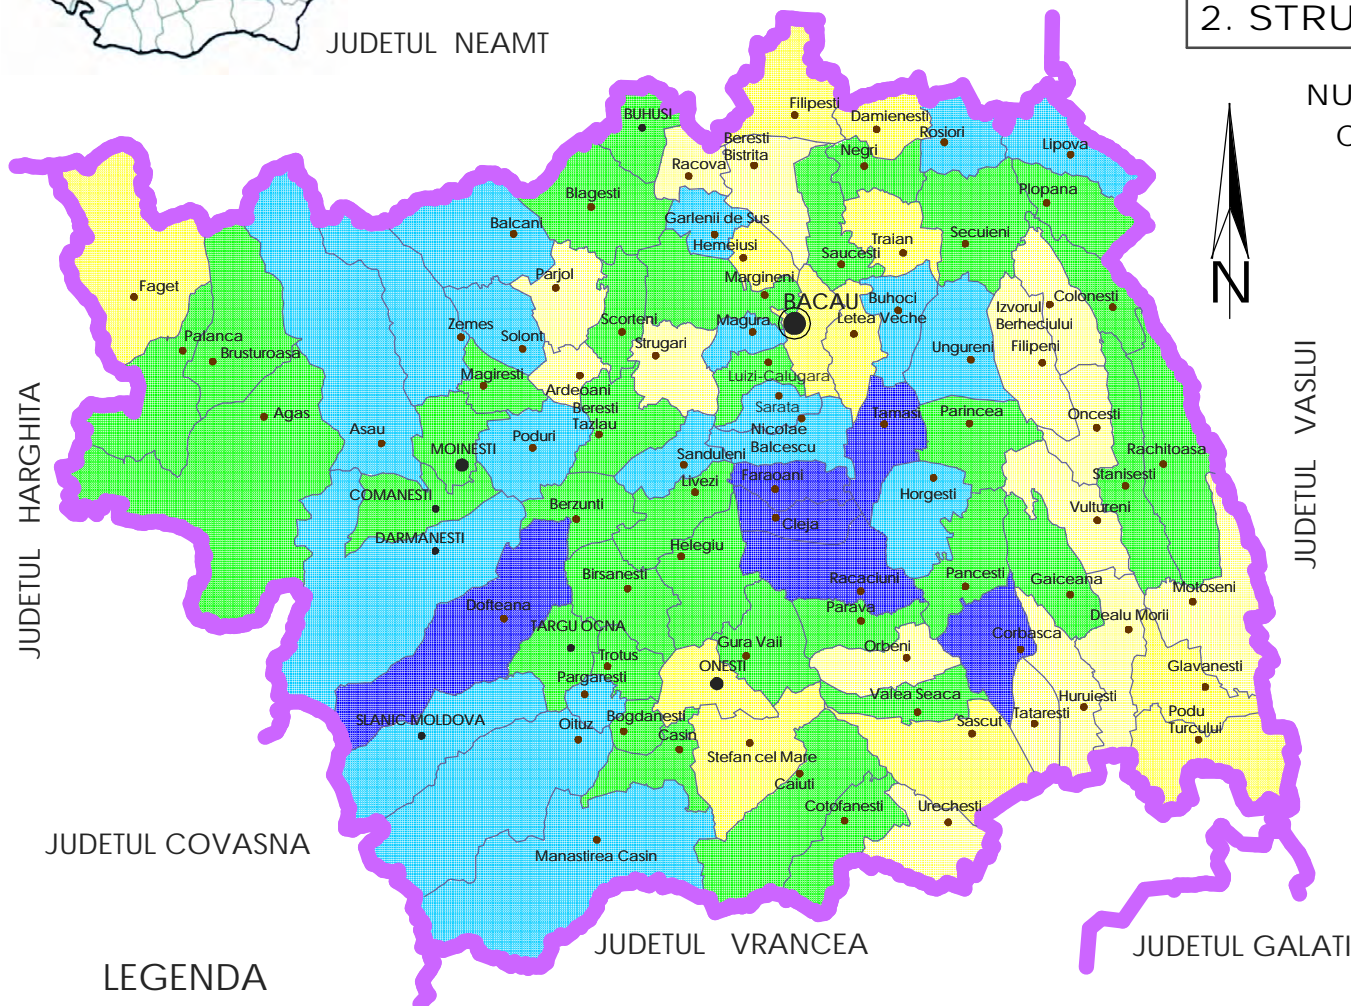 2. STRU
JUDETUL NEAMT
NU
Filipesti
BUHUSI
Damienesti
Rosiori
Beresti
Bistrita
Negri
Lipova
Racova
Plopana
Blagesti
Garlenii de Sus
Balcani
Secuieni
Traian
Hemeiusi
Saucesti
Parjol
Margineni
N
Faget
BACAU
Buhoci
Izvorul
Berheciului
Colonesti
Letea Veche
Zemes
Scorteni
Magura
Palanca
Solont
Strugari
Ungureni
Filipeni
Brusturoasa
Magiresti
Luizi-Calugara
Ardeoani
Sarata
Beresti
Tazlau
Agas
Tamasi
Parincea
Oncesti
Asau
Poduri
Nicolae
Balcescu
MOINESTI
Sanduleni
Rachitoasa
Faraoani
Stanisesti
Livezi
COMANESTI
Horgesti
Berzunti
Vultureni
Cleja
DARMANESTI
JUDETUL HARGHITA
JUDETUL VASLUI
Helegiu
Birsanesti
Racaciuni
Pancesti
Gaiceana
Motoseni
Dofteana
Parava
Dealu Morii
TARGU OCNA
Corbasca
Gura Vaii
Orbeni
Trotus
ONESTI
Glavanesti
Pargaresti
Valea Seaca
Huruiesti
Podu
Turcului
SLANIC MOLDOVA
Oituz
Bogdanesti
Sascut
Tataresti
Casin
Stefan cel Mare
Caiuti
Cotofanesti
Urechesti
JUDETUL COVASNA
Manastirea Casin
JUDETUL VRANCEA
JUDETUL GALATI
LEGENDA